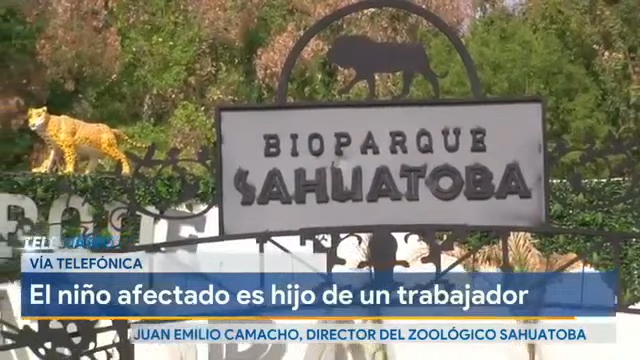 BIOPARQUE
SAHUATOBA
VÍA TELEFÓNICA
El niño afectado es hijo de un trabajador
JUAN EMILIO CAMACHO, DIRECTOR DEL ZOOLÓGICO SAHUATOBA